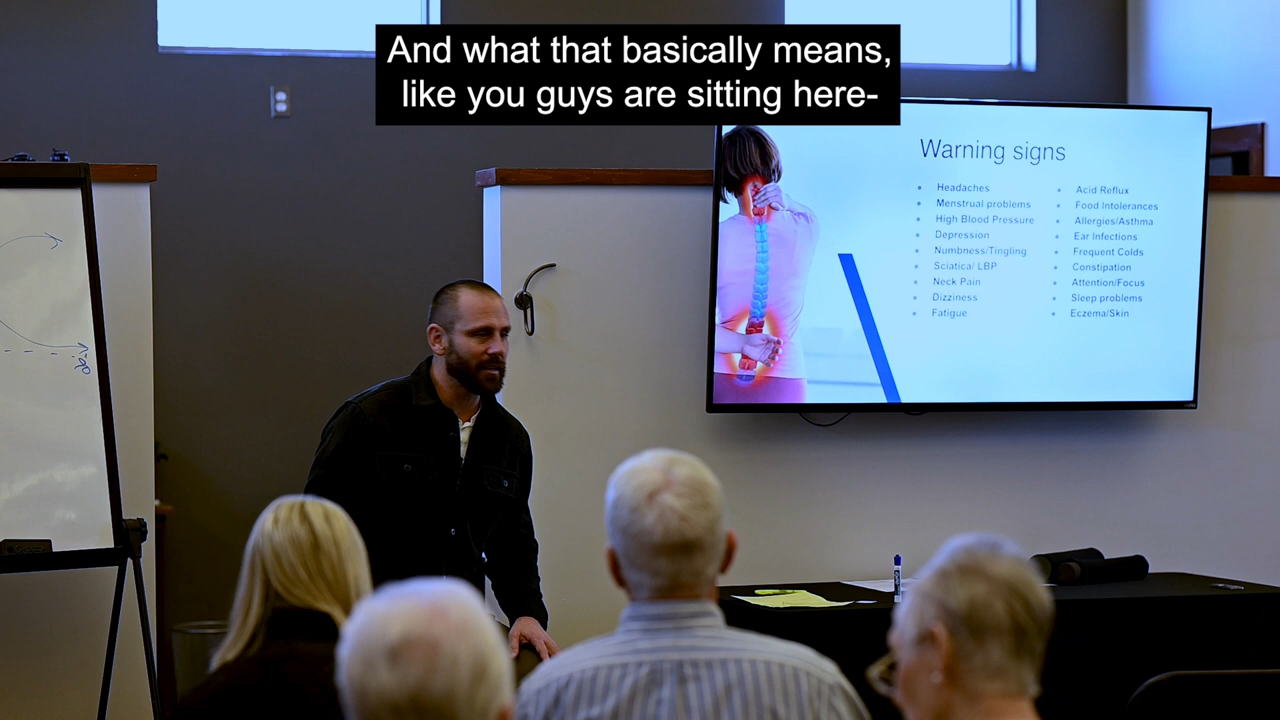 And what that basically means,
like you guys are sitting here-
Warning signs
Headaches
Menstrual problems
High Blood Pressure
Depression
Numbness/Tingling
Sciatica/ LBP
Neck Pain
Dizziness
Fatigue
Acid Reflux
Food Intolerances
Allergies/Asthma
Ear Infections
Frequent Colds
Constipation
Attention/Focus
Sleep problems
Eczema/Skin